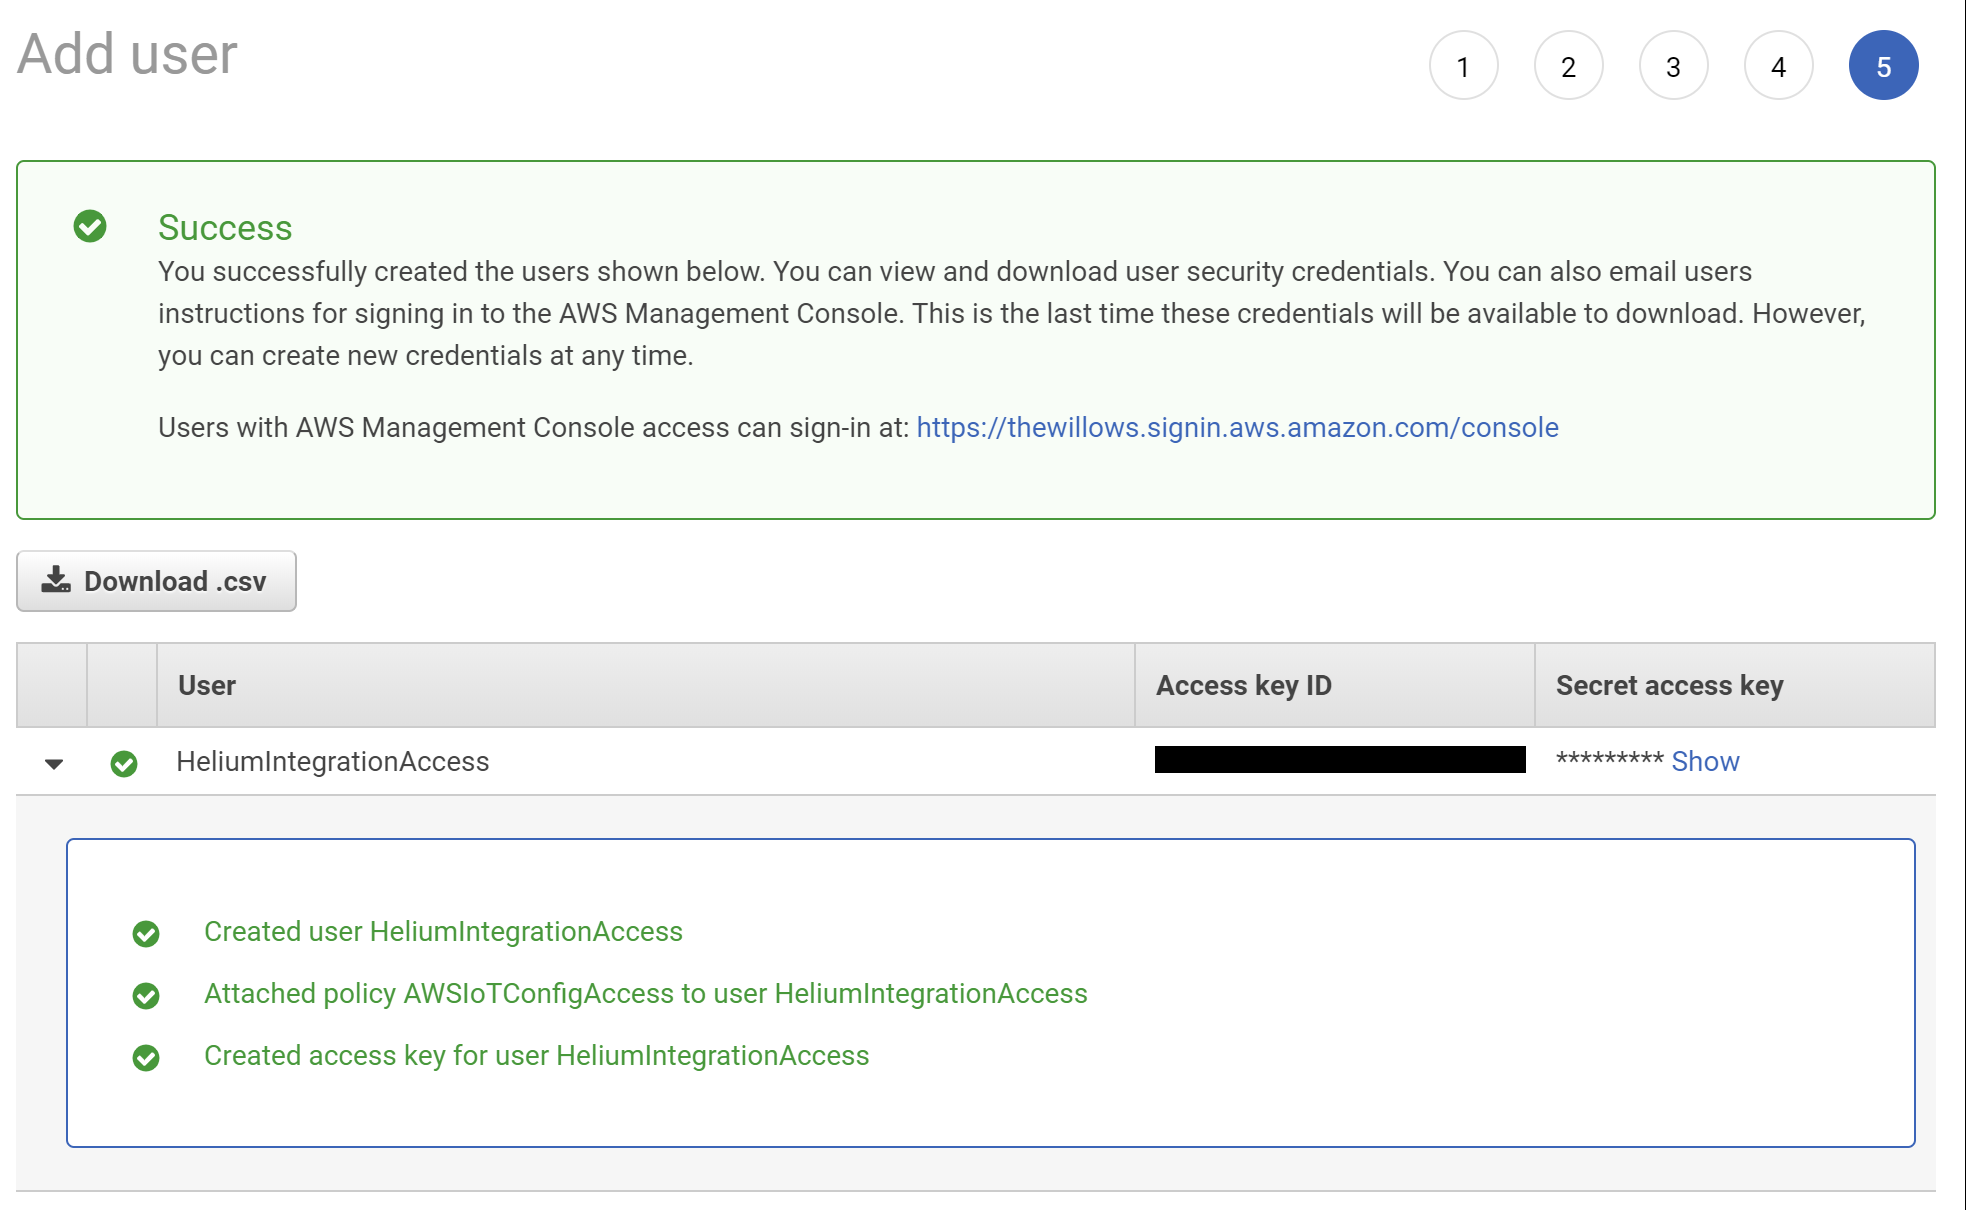 Add user
1 2 3 4 5
Success
You successfully created the users shown below. You can view and download user security credentials. You can also email users
instructions for signing in to the AWS Management Console. This is the last time these credentials will be available to download. However,
you can create new credentials at any time.
Users with AWS Management Console access can sign-in at: https://thewillows.signin.aws.amazon.com/console
Download .csv
User Access key ID Secret access key
HeliumIntegrationAccess ********* Show
Created user HeliumIntegrationAccess
Attached policy AWSIoTConfigAccess to user HeliumIntegrationAccess
Created access key for user HeliumIntegrationAccess